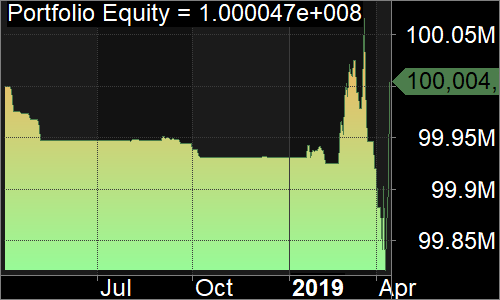 Portfolio Equity = 1.000047e+008
100.05M
100,004,
99.95M
99.9M
99.85M
Jul Oct 2019 Apr